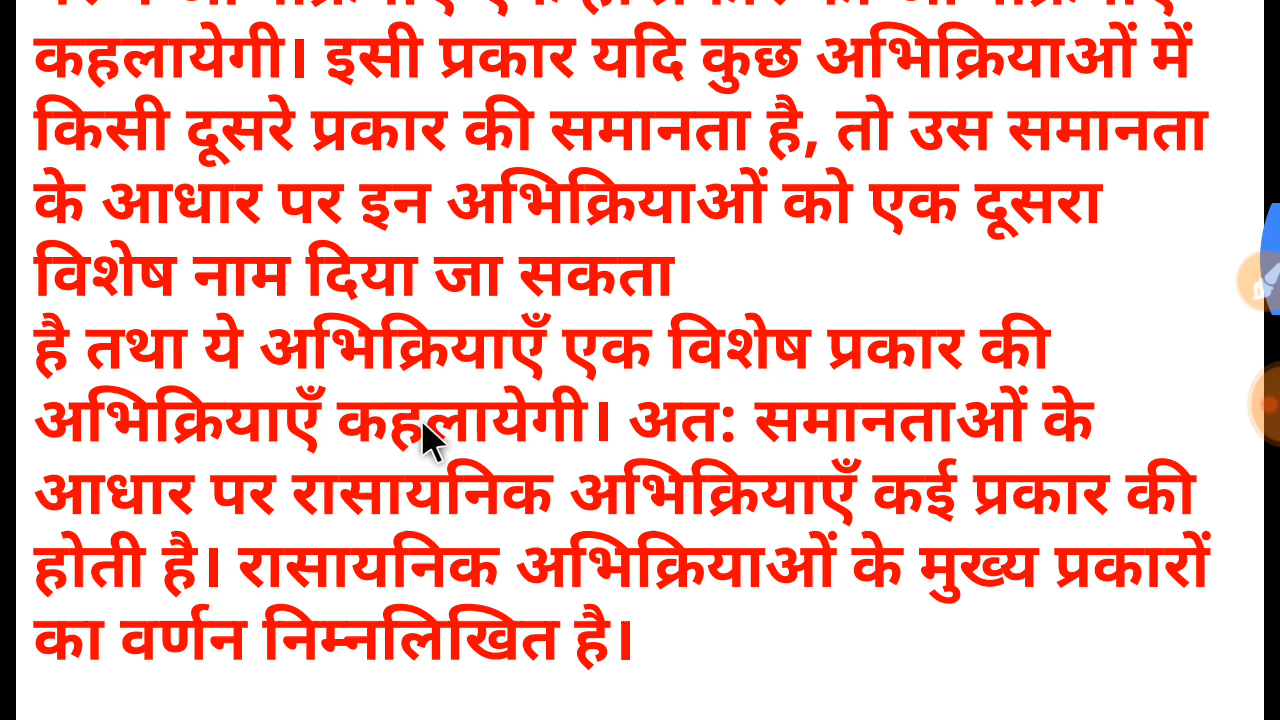 कहलायेगी। इसी प्रकार यदि कुछ अभिक्रियाओं में
किसी दूसरे प्रकार की समानता है, तो उस समानता
के आधार पर इन अभिक्रियाओं को एक दूसरा
विशेष नाम दिया जा सकता
है तथा ये अभिक्रियाएँ एक विशेष प्रकार की
अभिक्रियाएँ कहलायेगी। अत: समानताओं के
आधार पर रासायनिक अभिक्रियाएँ कई प्रकार की
होती है। रासायनिक अभिक्रियाओं के मुख्य प्रकारों
का वर्णन निम्नलिखित है।